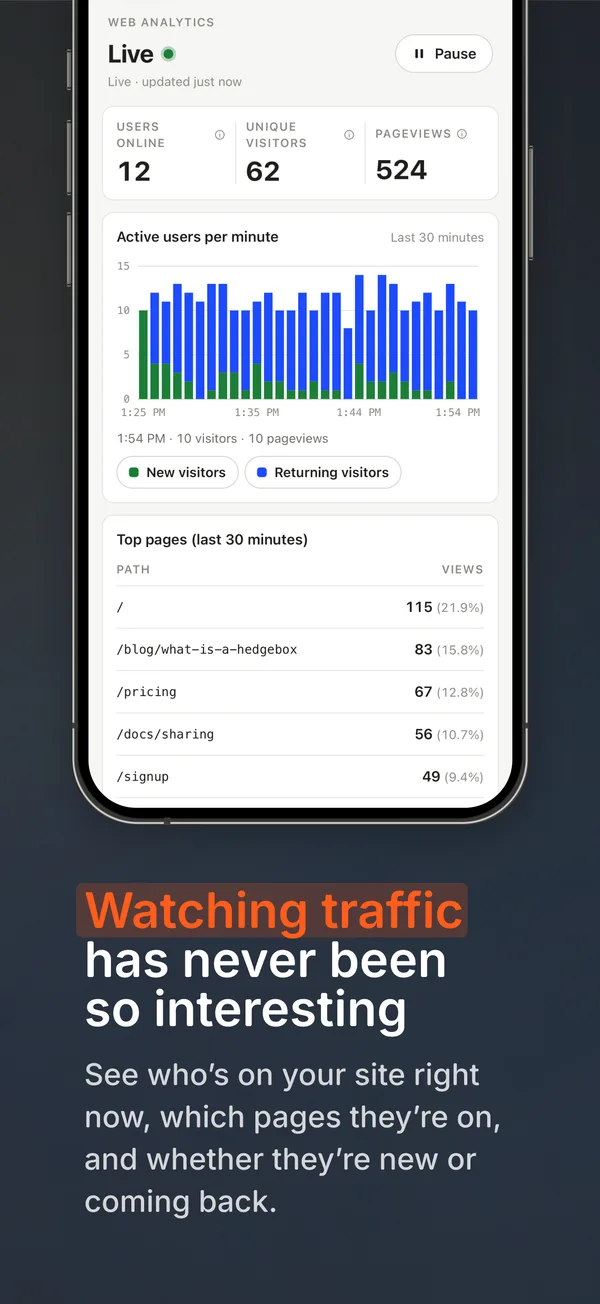 WEB ANALYTICS
Live
Pause
Live · updated just now
USERS ONLINE
UNIQUE VISITORS
PAGEVIEWS
12
62
524
Active users per minute
Last 30 minutes
15
10
5
0
1:25 PM
1:35 PM
1:44 PM
1:54 PM
1:54 PM · 10 visitors · 10 pageviews
New visitors
Returning visitors
Top pages (last 30 minutes)
PATH
VIEWS
/
115 (21.9%)
/blog/what-is-a-hedgebox
83 (15.8%)
/pricing
67 (12.8%)
/docs/sharing
56 (10.7%)
/signup
49 (9.4%)
Watching traffic
has never been
so interesting
See who’s on your site right
now, which pages they’re on,
and whether they’re new or
coming back.